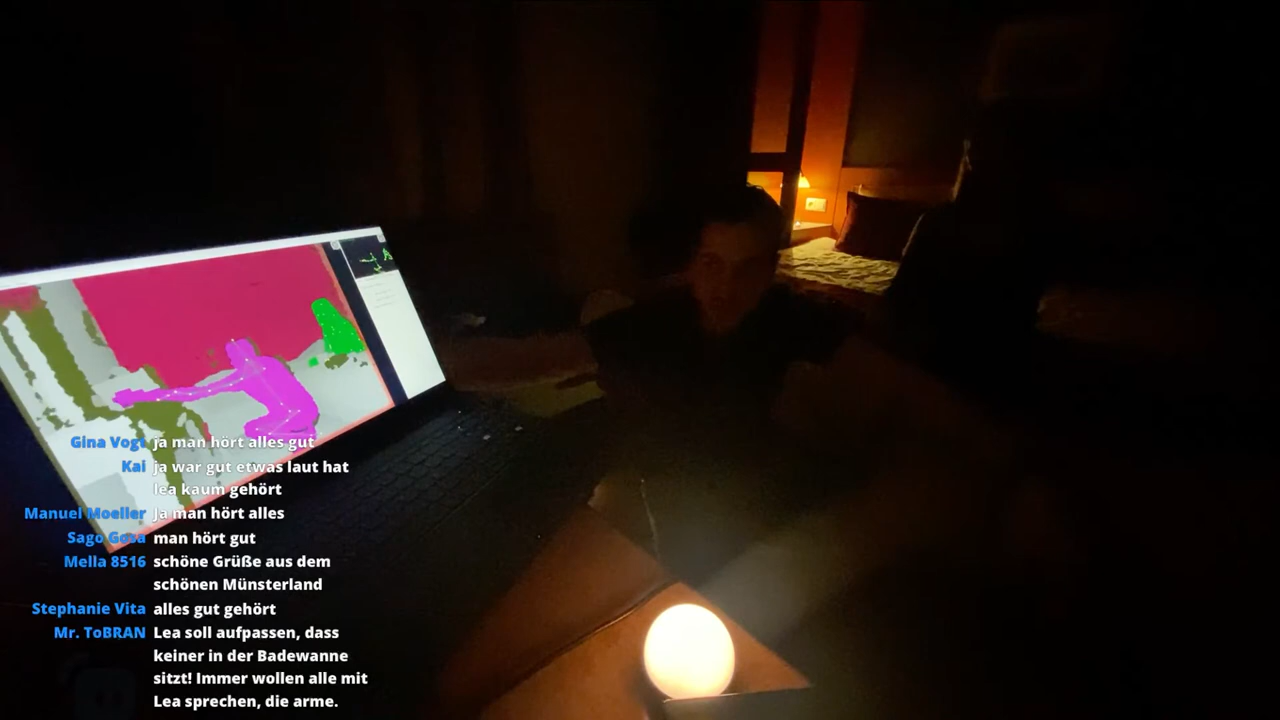 Gina Vogt ja man hört alles gut
Kai ja war gut etwas laut hat
lea kaum gehört
Manuel Moeller Ja man hört alles
Sago Gosa man hört gut
Mella 8516 schöne Grüße aus dem
schönen Münsterland
Stephanie Vita alles gut gehört
Mr. ToBRAN Lea soll aufpassen, dass
keiner in der Badewanne
sitzt! Immer wollen alle mit
Lea sprechen, die arme.